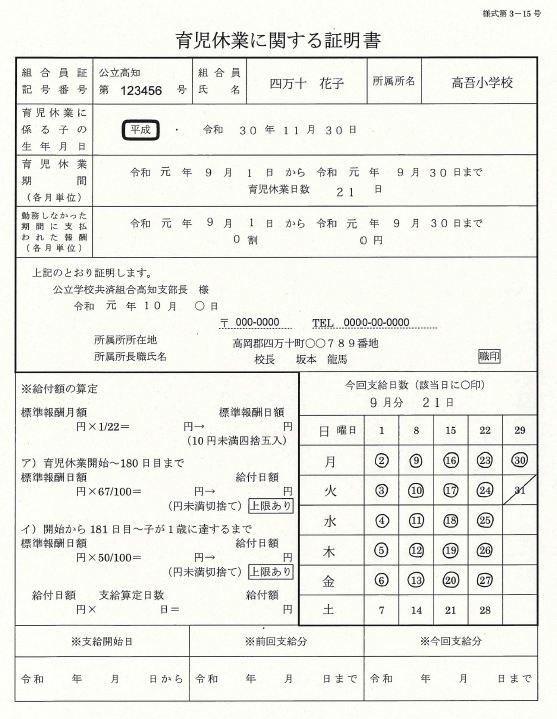 様式第3−15号
育児休業に関する証明書
組合員証 公立高知 組合員 四万十 花子 所属所名 高吾小学校
記号番号 第 123456 号 氏名
育児休業に
係る子の 平成 ・ 令和 30年11月30日
生年月日
育児休業 令和 元 年 9 月 1 日 から 令和 元 年 9 月30日まで
期間 育児休業日数 21 日
(各月単位)
勤務しなかった 令和 元 年 9 月 1 日 から 令和 元 年 9 月30日まで
期間に支払
われた報酬 0 割 0 円
(各月単位)
上記のとおり証明します。
公立学校共済組合高知支部長 様
令和 元 年 10 月 〇 日
〒 000-0000 TEL 0000-00-0000
所属所所在地 高岡郡四万十町〇〇789番地
所属所長職氏名 校長 坂本 龍馬 職印
※給付額の算定
標準報酬月額 標準報酬日額
円×1/22= 円→ 円
(10円未満四捨五入)
ア）育児休業開始～180日目まで
標準報酬日額 給付日額
円×67/100= 円→ 円
(円未満切捨て) 上限あり
イ）開始から181日目～子が1歳に達するまで
標準報酬日額 給付日額
円×50/100= 円→ 円
(円未満切捨て) 上限あり
給付日額 支給算定日数 給付額
円× 日= 円
今回支給日数（該当日に〇印）
9月分 21日
日 曜日 1 8 15 22 29
月 2 9 16 23 30
火 3 10 17 24 31
水 4 11 18 25
木 5 12 19 26
金 6 13 20 27
土 7 14 21 28
※支給開始日 ※前回支給分 ※今回支給分
令和 年 月 日から 令和 年 月 日まで 令和 年 月 日まで